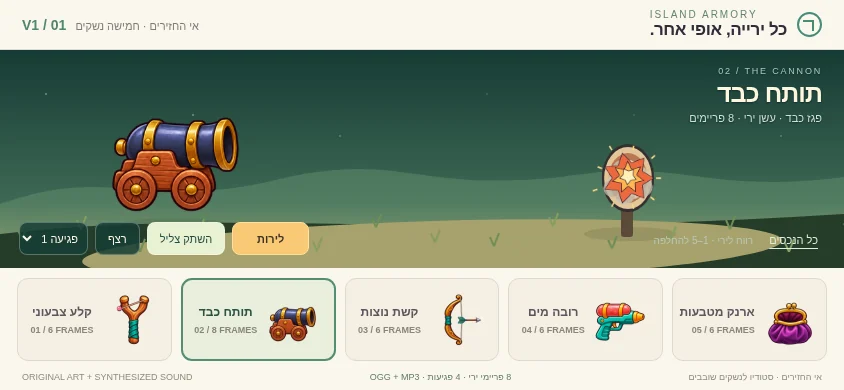 ISLAND ARMORY
כל ירייה, אופי אחר.
אי החזירים · חמישה נשקים
V1 / 01
02 / THE CANNON
תותח כבד
פגז כבד · עשן ירי · 8 פריימים
לירות
השתק צליל
רצף
פגיעה 1
כל הנכסים
רווח לירי · 1–5 להחלפה
ארנק מטבעות
05 / 6 FRAMES
רובה מים
04 / 6 FRAMES
קשת נוצות
03 / 6 FRAMES
תותח כבד
02 / 8 FRAMES
קלע צבעוני
01 / 6 FRAMES
אי החזירים · סטודיו לנשקים שובבים
8 פריימי ירי · 4 פגיעות · OGG + MP3
ORIGINAL ART + SYNTHESIZED SOUND